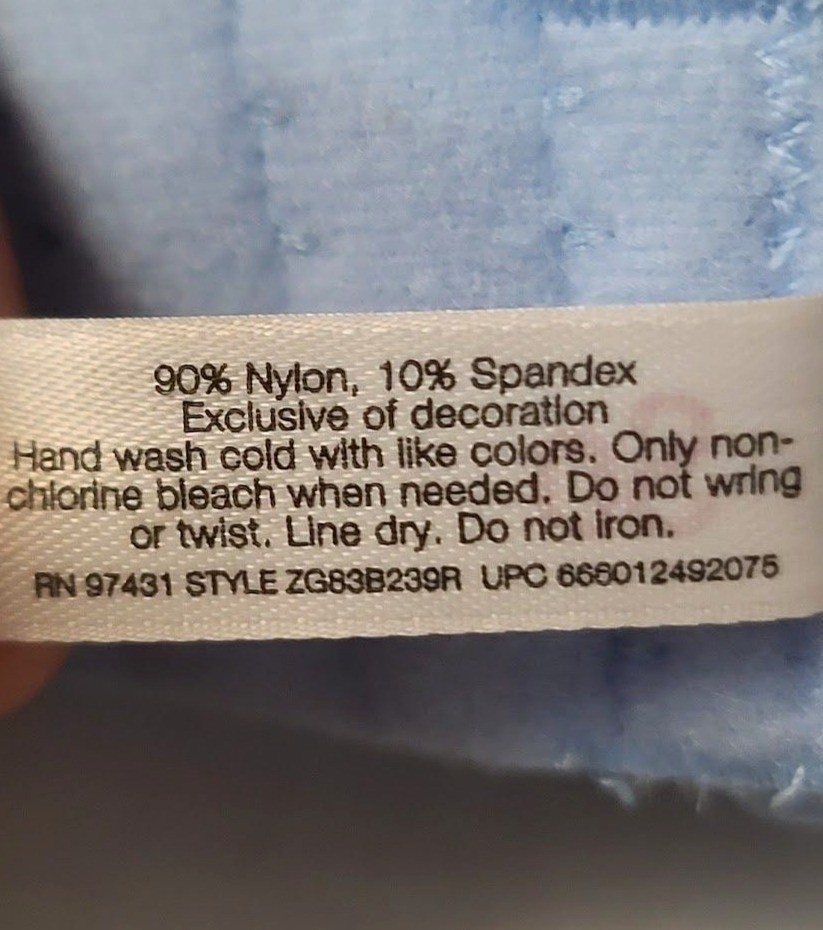 90% Nylon, 10% Spandex
Exclusive of decoration
Hand wash cold with like colors. Only non-
chlorine bleach when needed. Do not wring
or twist. Line dry. Do not iron.
RN 97431 STYLE ZG83B239R UPC 666012492075